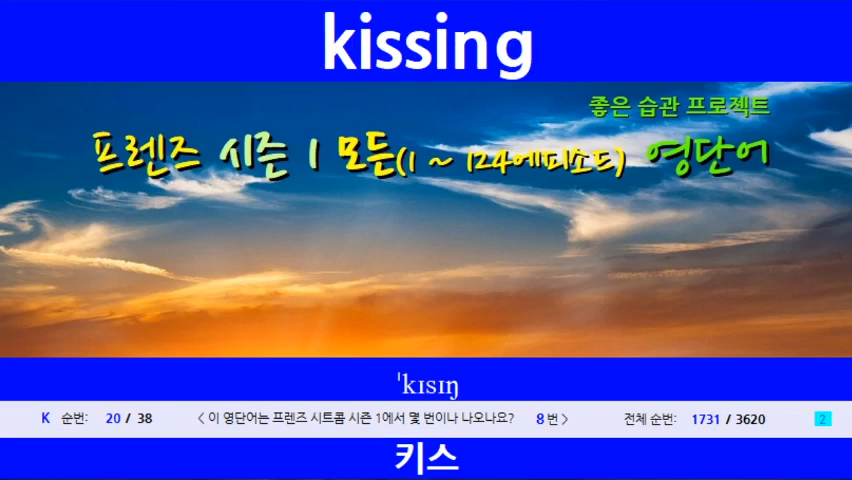 kissing
좋은 습관 프로젝트
프렌즈 시즌 1 모든(1 ~ 124에피소드) 영단어
ˈkɪsɪŋ
K 순번: 20 / 38 < 이 영단어는 프렌즈 시트콤 시즌 1에서 몇 번이나 나오나요? 8번 > 전체 순번: 1731 / 3620 2
키스